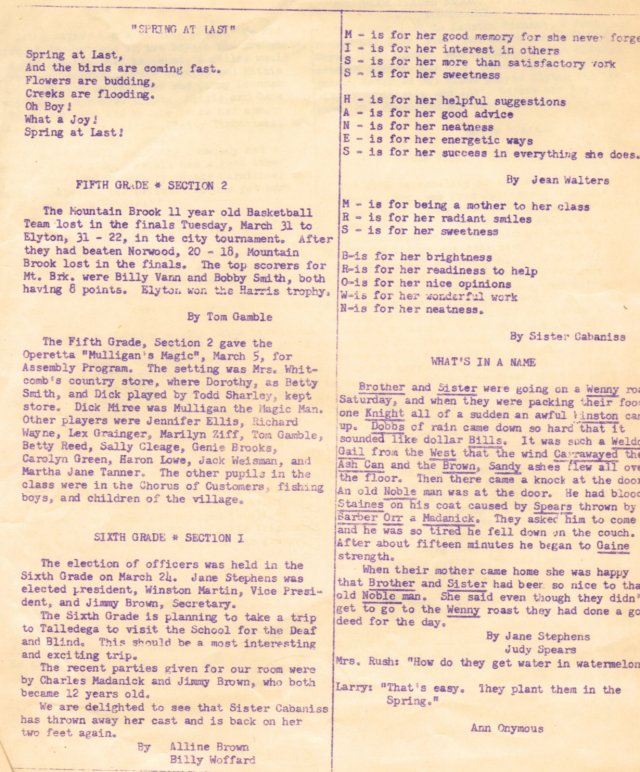 "SPRING AT LAST"
Spring at Last,
And the birds are coming fast.
Flowers are budding,
Creeks are flooding.
Oh Boy!
What a Joy!
Spring at Last!
FIFTH GRADE * SECTION 2
The Mountain Brook 11 year old Basketball
Team lost in the finals Tuesday, March 31 to
Elyton, 31 - 22, in the city tournament. After
they had beaten Norwood, 20 - 18, Mountain
Brook lost in the finals. The top scorers for
Mt. Brk. were Billy Vann and Bobby Smith, both
having 8 points. Elyton won the Harris trophy.
By Tom Gamble
The Fifth Grade, Section 2 gave the
Operetta "Mulligan's Magic", March 5, for
Assembly Program. The setting was Mrs. Whit-
comb's country store, where Dorothy, as Betty
Smith, and Dick played by Todd Sharley, kept
store. Dick Miree was Mulligan the Magic Man.
Other players were Jennifer Ellis, Richard
Wayne, Lex Grainger, Marilyn Ziff, Tom Gamble,
Betty Reed, Sally Cleage, Genie Brooks,
Carolyn Green, Haron Lowe, Jack Weisman, and
Martha Jane Tanner. The other pupils in the
class were in the Chorus of Customers, fishing
boys, and children of the village.
SIXTH GRADE * SECTION I
The election of officers was held in the
Sixth Grade on March 24. Jane Stephens was
elected president, Winston Martin, Vice Presi-
dent, and Jimmy Brown, Secretary.
The Sixth Grade is planning to take a trip
to Talledega to visit the School for the Deaf
and Blind. This should be a most interesting
and exciting trip.
The recent parties given for our room were
by Charles Madanick and Jimmy Brown, who both
became 12 years old.
We are delighted to see that Sister Cabaniss
has thrown away her cast and is back on her
two feet again.
By Alline Brown
Billy Woffard
M - is for her good memory for she never forge
I - is for her interest in others
S - is for her more than satisfactory work
S - is for her sweetness
H - is for her helpful suggestions
A - is for her good advice
N - is for her neatness
E - is for her energetic ways
S - is for her success in everything she does.
By Jean Walters
M - is for being a mother to her class
R - is for her radiant smiles
S - is for her sweetness
B-is for her brightness
R-is for her readiness to help
O-is for her nice opinions
W-is for her wonderful work
N-is for her neatness.
By Sister Cabaniss
WHAT'S IN A NAME
Brother and Sister were going on a Wenny roa
Saturday, and when they were packing their foo
one Knight all of a sudden an awful Winston ca
up. Dobbs of rain came down so hard that it
sounded like dollar Bills. It was such a Weldo
Gail from the West that the wind Carrawayed the
Ash Can and the Brown, Sandy ashes flew all ove
the floor. Then there came a knock at the door
An old Noble man was at the door. He had bloo
Staines on his coat caused by Spears thrown by
Barber Orr a Madanick. They asked him to come
and he was so tired he fell down on the couch.
After about fifteen minutes he began to Gaine
strength.
When their mother came home she was happy
that Brother and Sister had been so nice to tha
old Noble man. She said even though they didn'
get to go to the Wenny roast they had done a go
deed for the day.
By Jane Stephens
Judy Spears
Mrs. Rush: "How do they get water in watermelon
Larry: "That's easy. They plant them in the
Spring."
Ann Onymous